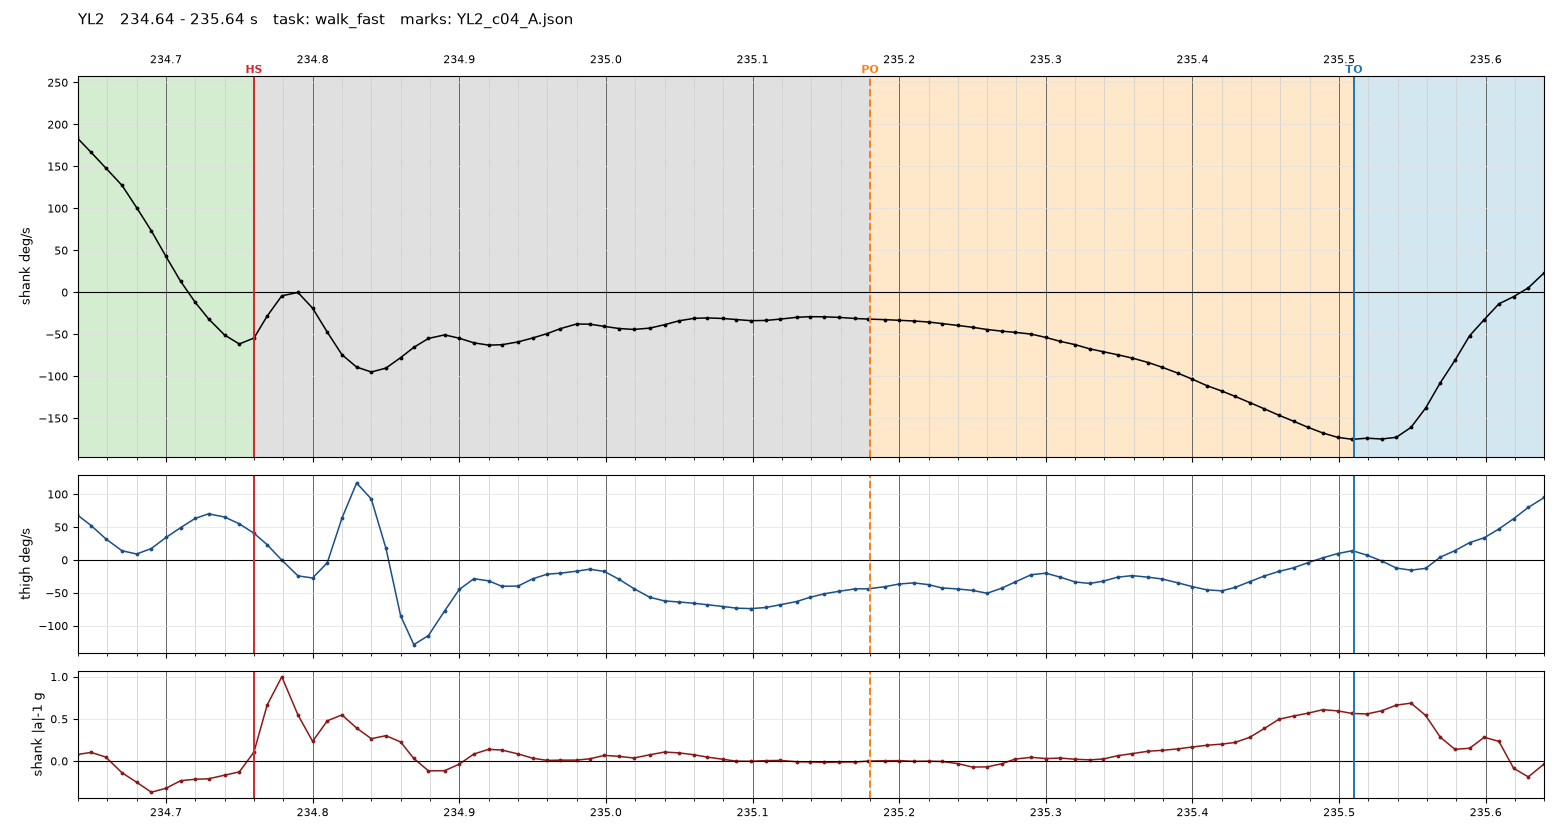 YL2   234.64 - 235.64 s   task: walk_fast   marks: YL2_c04_A.json
234.7 234.8 234.9 235.0 235.1 235.2 235.3 235.4 235.5 235.6
HS PO TO
shank deg/s
250
200
150
100
50
0
−50
−100
−150
thigh deg/s
100
50
0
−50
−100
shank |a|-1 g
1.0
0.5
0.0
234.7 234.8 234.9 235.0 235.1 235.2 235.3 235.4 235.5 235.6